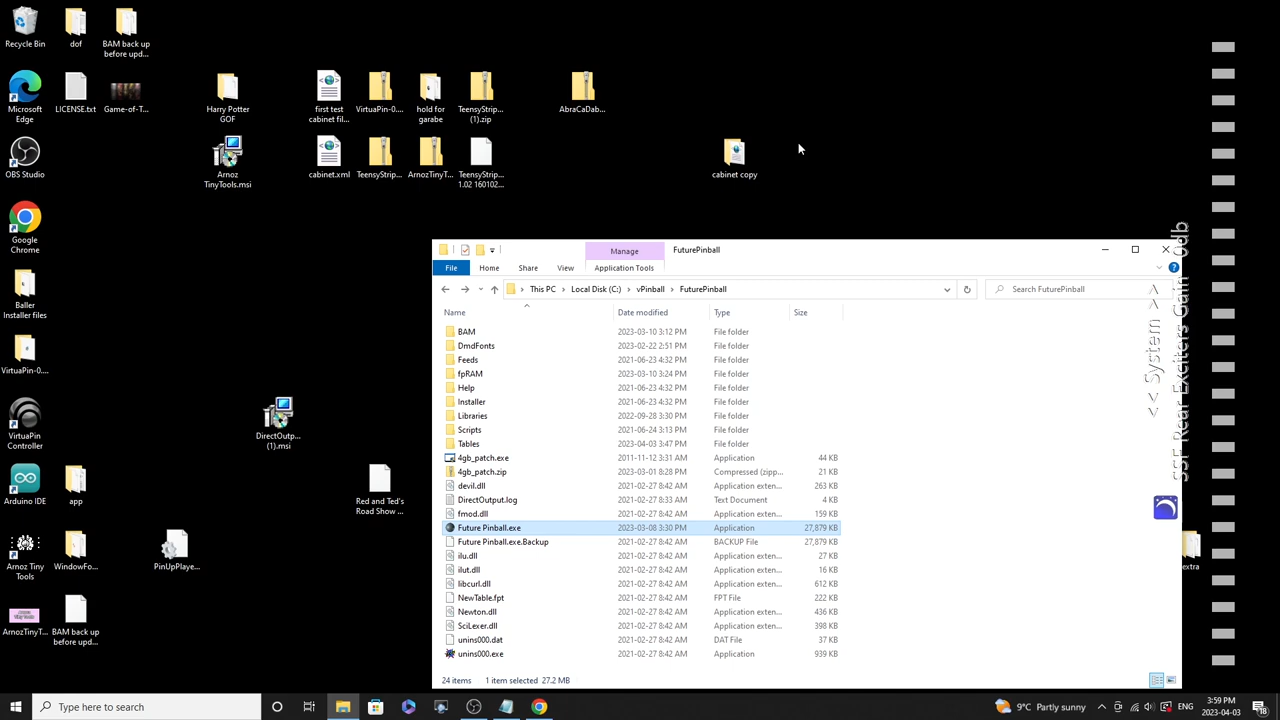 Recycle Bin
dof
BAM back up
before upd...
Microsoft
Edge
LICENSE.txt
Game-of-T...
Harry Potter
GOF
first test
cabinet fil...
VirtuaPin-0....
hold for
garabe
TeensyStrip...
(1).zip
AbraCaDab...
OBS Studio
Arnoz
TinyTools.msi
cabinet.xml
TeensyStrip...
ArnozTinyT...
TeensyStrip...
1.02 160102...
cabinet copy
Google
Chrome
Baller
Installer files
VirtuaPin-0....
VirtuaPin
Controller
DirectOutp...
(1).msi
Arduino IDE
app
Red and Ted's
Road Show ...
Arnoz Tiny
Tools
WindowFo...
PinUpPlaye...
ArnozTinyT...
BAM back up
before upd...
extra
< System >
SSF Rear Exciters Gain 0db
Manage
FuturePinball
File
Home
Share
View
Application Tools
This PC > Local Disk (C:) > vPinball > FuturePinball
Search FuturePinball
Name Date modified Type Size
BAM 2023-03-10 3:12 PM File folder
DmdFonts 2023-02-22 2:51 PM File folder
Feeds 2021-06-23 4:32 PM File folder
fpRAM 2023-03-10 3:24 PM File folder
Help 2021-06-23 4:32 PM File folder
Installer 2021-06-23 4:32 PM File folder
Libraries 2022-09-28 3:30 PM File folder
Scripts 2021-06-24 3:13 PM File folder
Tables 2023-04-03 3:47 PM File folder
4gb_patch.exe 2011-11-12 3:31 AM Application 44 KB
4gb_patch.zip 2023-03-01 8:28 PM Compressed (zipp... 21 KB
devil.dll 2021-02-27 8:42 AM Application exten... 263 KB
DirectOutput.log 2021-02-27 8:33 AM Text Document 4 KB
fmod.dll 2021-02-27 8:42 AM Application exten... 159 KB
Future Pinball.exe 2023-03-08 3:30 PM Application 27,879 KB
Future Pinball.exe.Backup 2021-02-27 8:42 AM BACKUP File 27,879 KB
ilu.dll 2021-02-27 8:42 AM Application exten... 27 KB
ilut.dll 2021-02-27 8:42 AM Application exten... 16 KB
libcurl.dll 2021-02-27 8:42 AM Application exten... 612 KB
NewTable.fpt 2021-02-27 8:42 AM FPT File 222 KB
Newton.dll 2021-02-27 8:42 AM Application exten... 436 KB
SciLexer.dll 2021-02-27 8:42 AM Application exten... 398 KB
unins000.dat 2021-02-27 8:42 AM DAT File 37 KB
unins000.exe 2021-02-27 8:42 AM Application 939 KB
24 items 1 item selected 27.2 MB
Type here to search
9°C Partly sunny
ENG
3:59 PM
2023-04-03
18